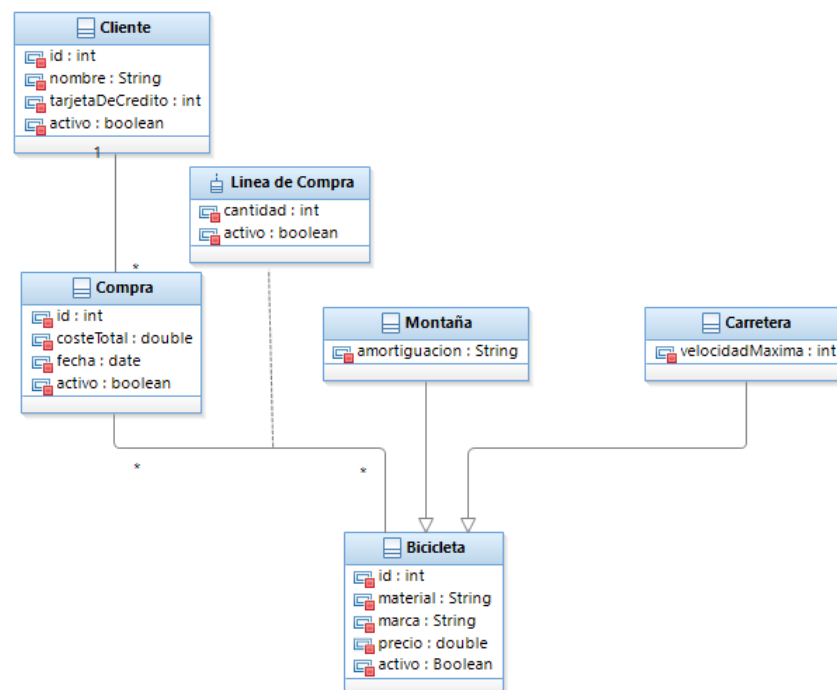 Cliente
id : int
nombre : String
tarjetaDeCredito : int
activo : boolean
1
*
Linea de Compra
cantidad : int
activo : boolean
Compra
id : int
costeTotal : double
fecha : date
activo : boolean
*
*
Montaña
amortiguacion : String
Carretera
velocidadMaxima : int
Bicicleta
id : int
material : String
marca : String
precio : double
activo : Boolean